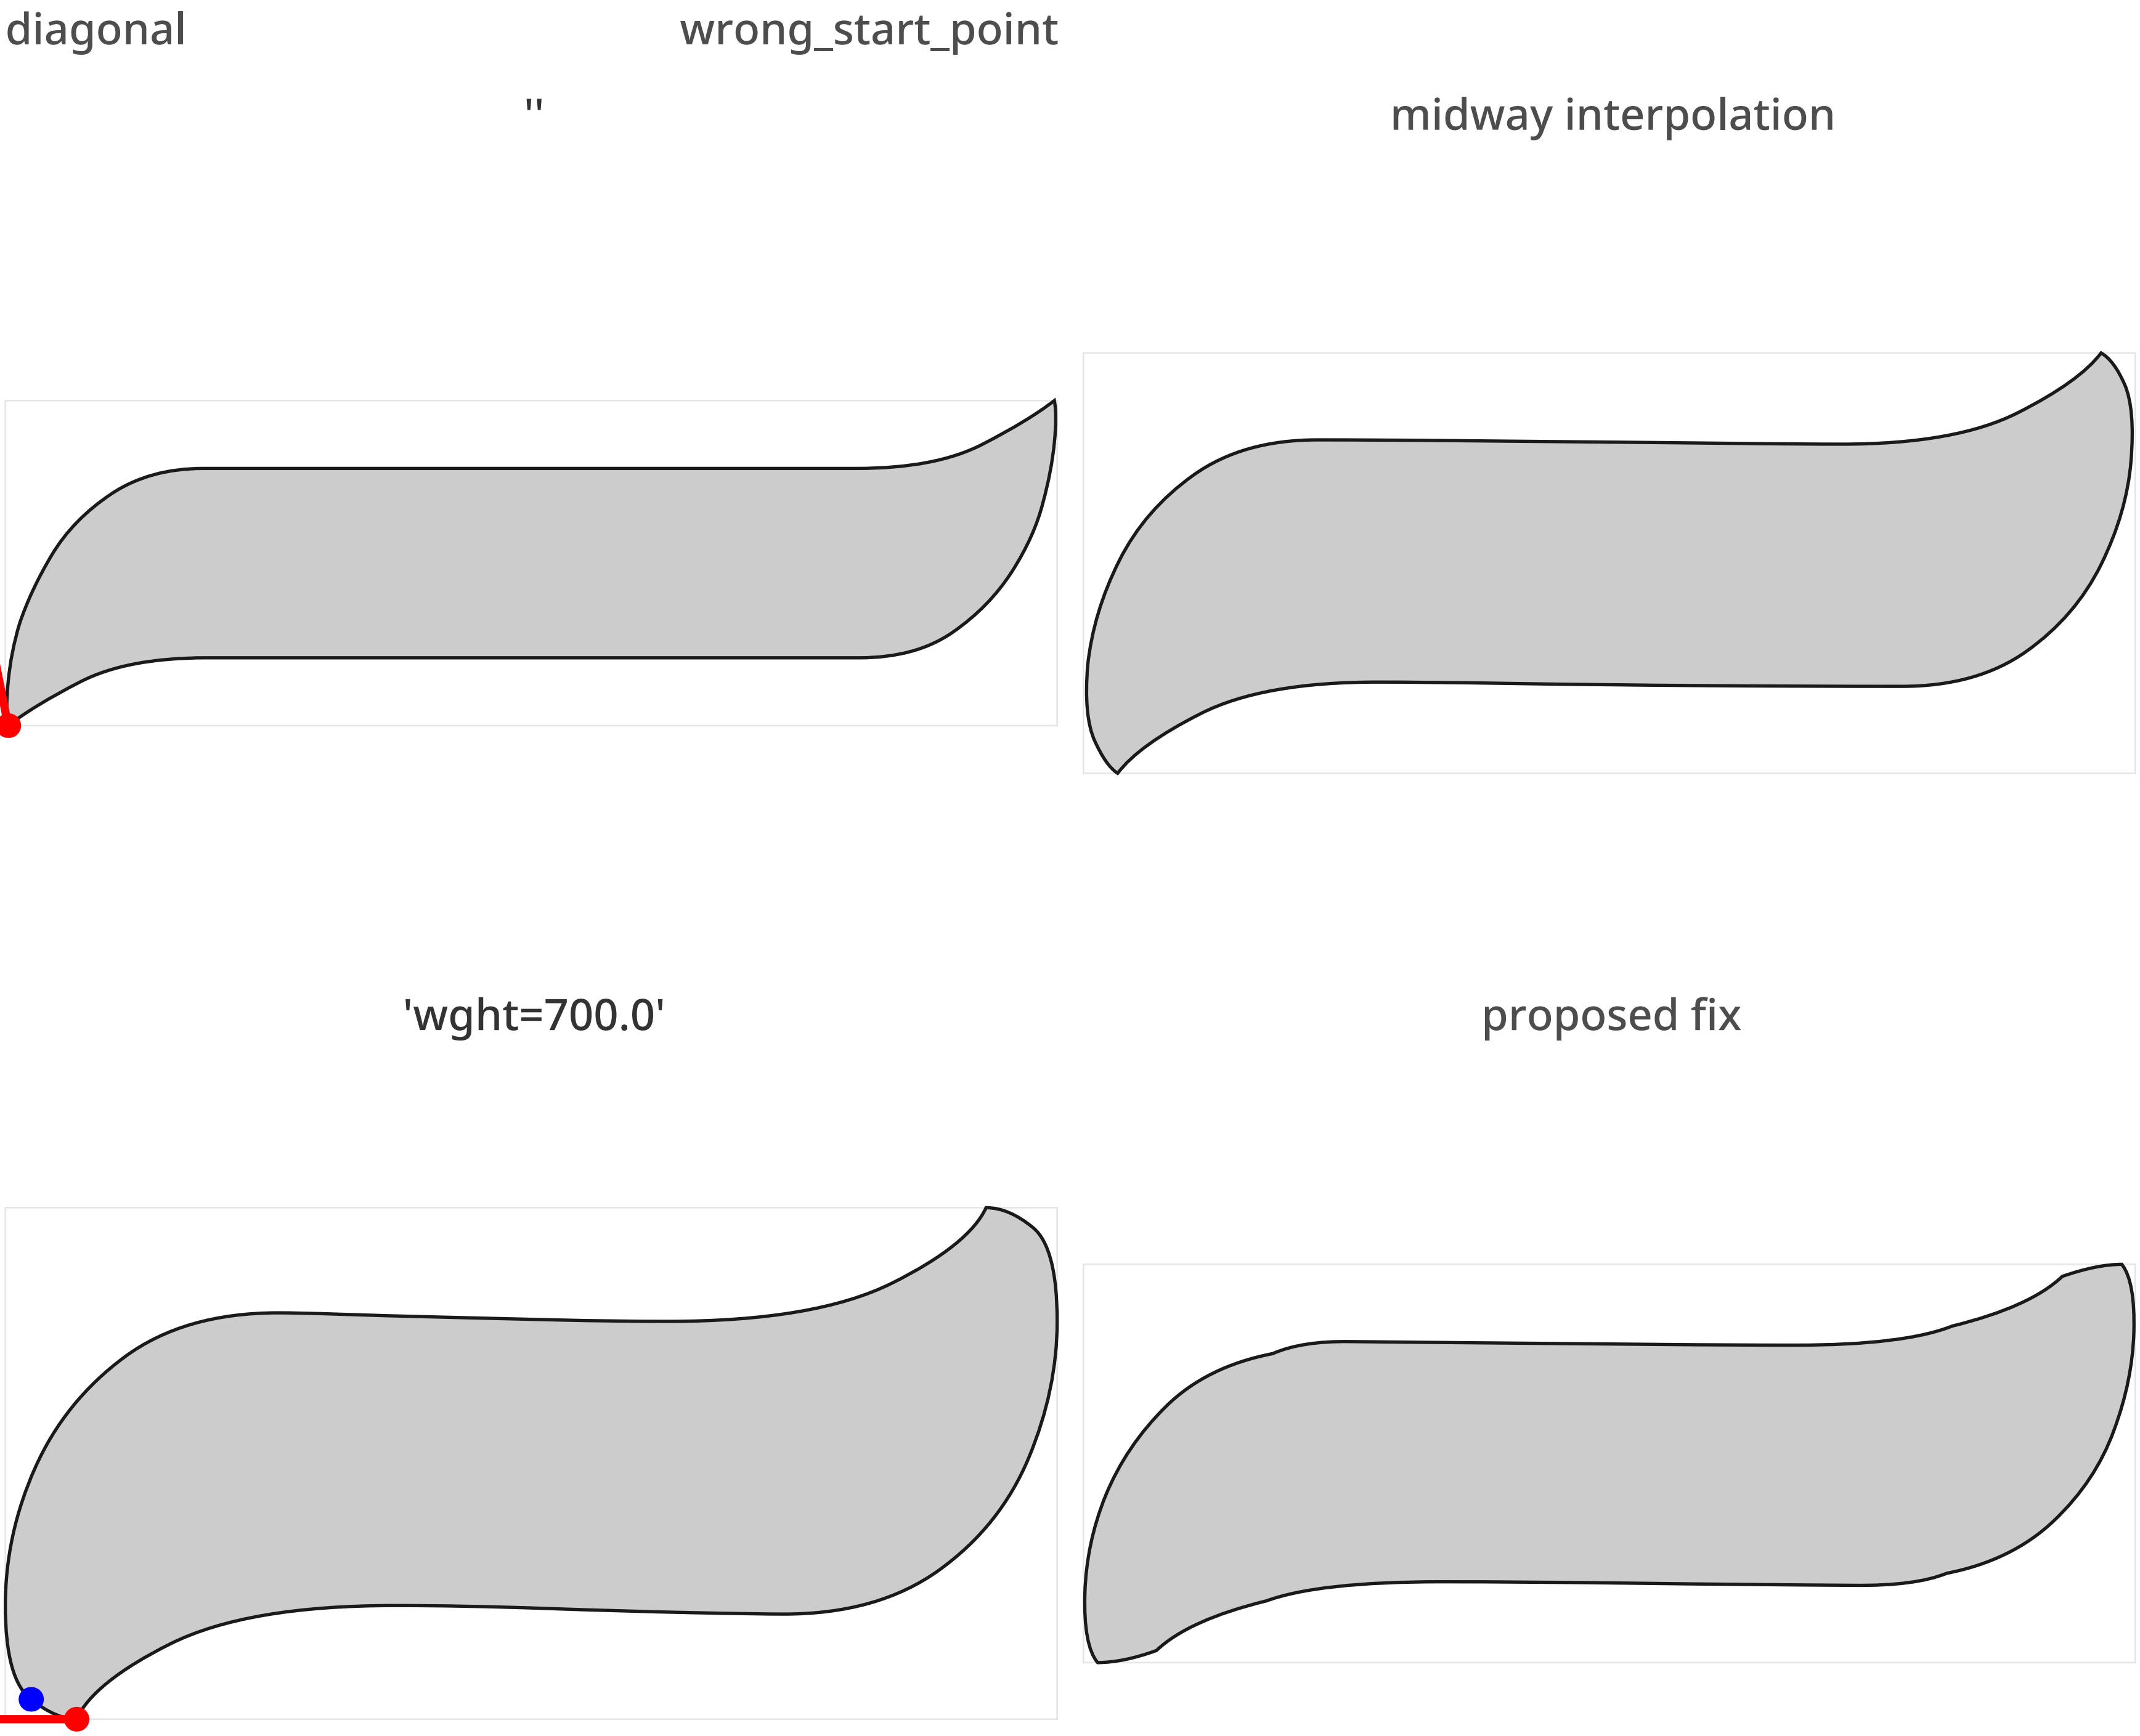 diagonal wrong_start_point
''
midway interpolation
'wght=700.0'
proposed fix